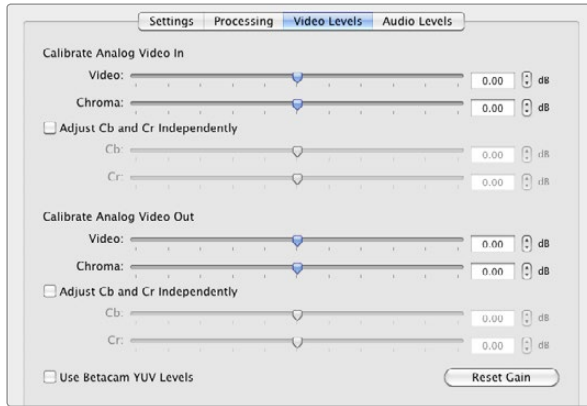 Settings Processing Video Levels Audio Levels
Calibrate Analog Video In
Video: 0.00 dB
Chroma: 0.00 dB
Adjust Cb and Cr Independently
Cb: 0.00 dB
Cr: 0.00 dB
Calibrate Analog Video Out
Video: 0.00 dB
Chroma: 0.00 dB
Adjust Cb and Cr Independently
Cb: 0.00 dB
Cr: 0.00 dB
Use Betacam YUV Levels Reset Gain